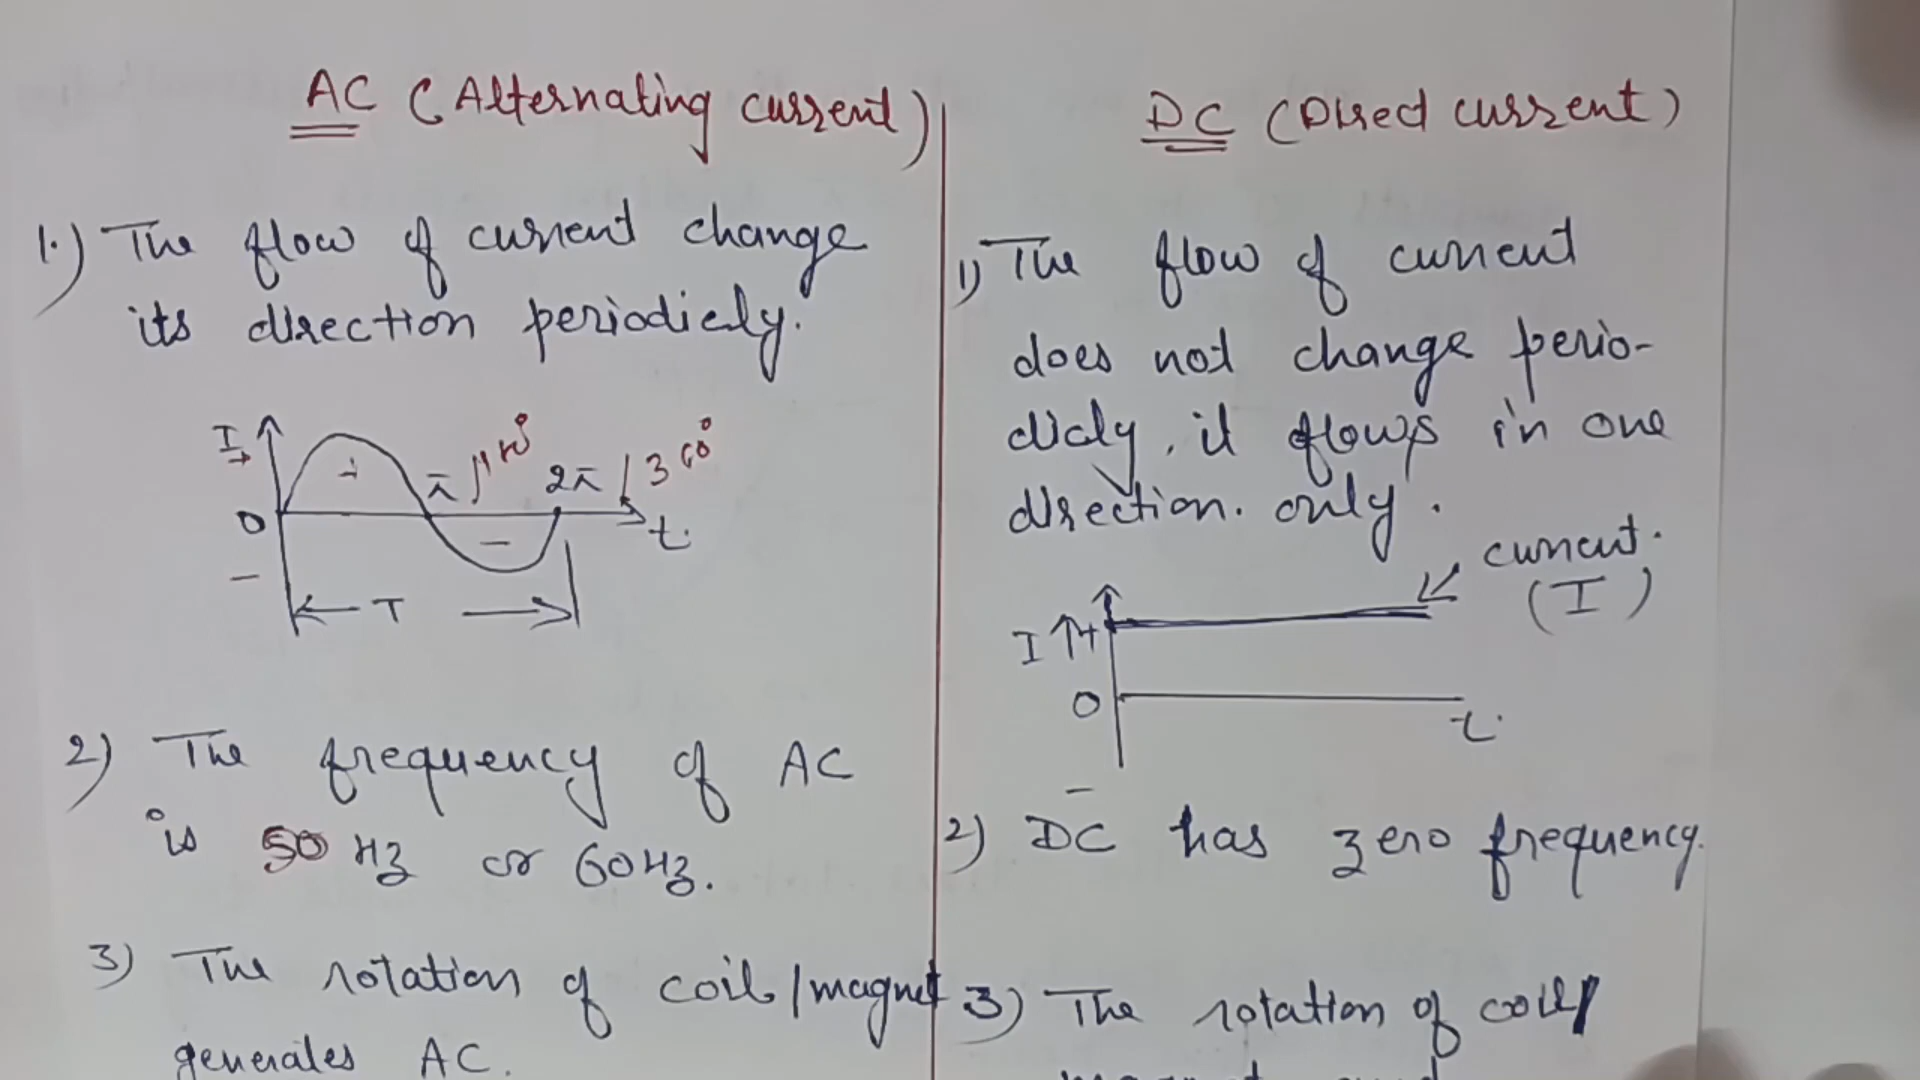 AC (Alternating current)
1.) The flow of current change
its direction periodicaly.
I
+
π / 180°
2π / 360°
0
t.
−
−
T
2) The frequency of AC
is 50 Hz or 60Hz.
3) The rotation of coil/magnet
generates AC.
DC (Direct current)
1) The flow of current
does not change perio-
dicaly, it flows in one
direction. only.
current.
(I)
I
+
0
t.
−
2) DC has zero frequency.
3) The rotation of coil/